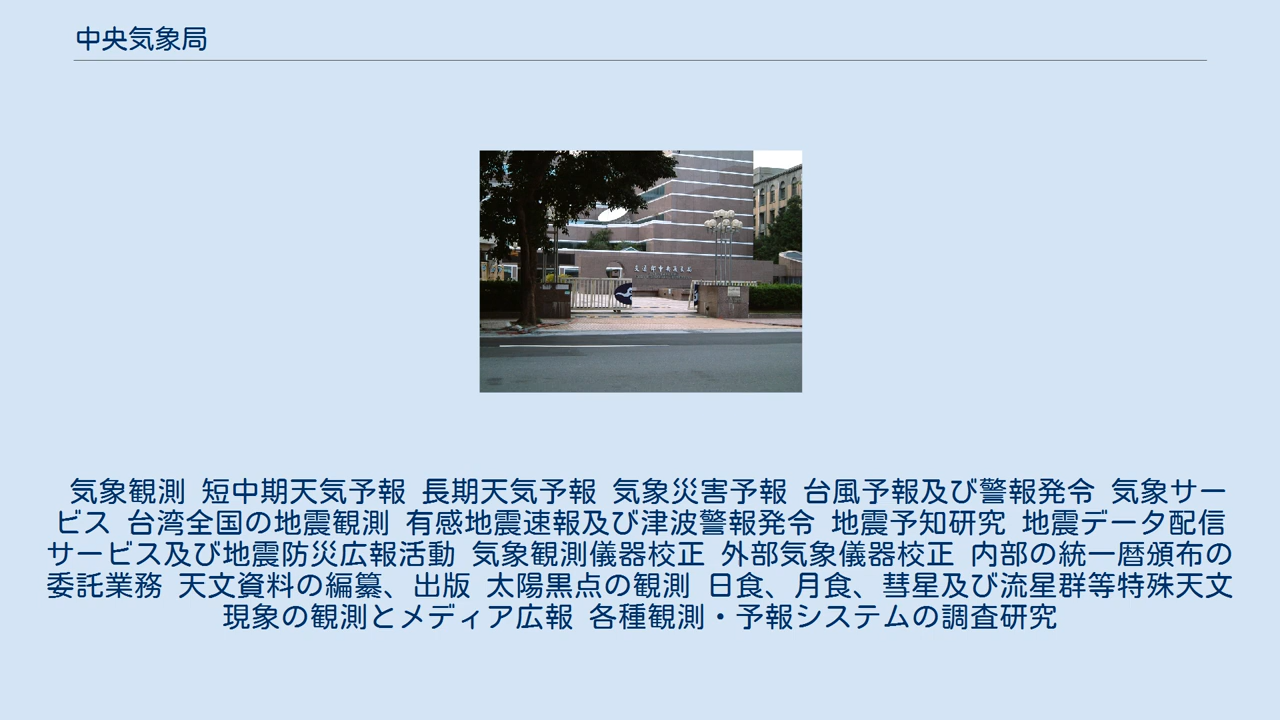 中央気象局
交通部中央氣象局
気象観測 短中期天気予報 長期天気予報 気象災害予報 台風予報及び警報発令 気象サー
ビス 台湾全国の地震観測 有感地震速報及び津波警報発令 地震予知研究 地震データ配信
サービス及び地震防災広報活動 気象観測儀器校正 外部気象儀器校正 内部の統一暦頒布の
委託業務 天文資料の編纂、出版 太陽黒点の観測 日食、月食、彗星及び流星群等特殊天文
現象の観測とメディア広報 各種観測・予報システムの調査研究